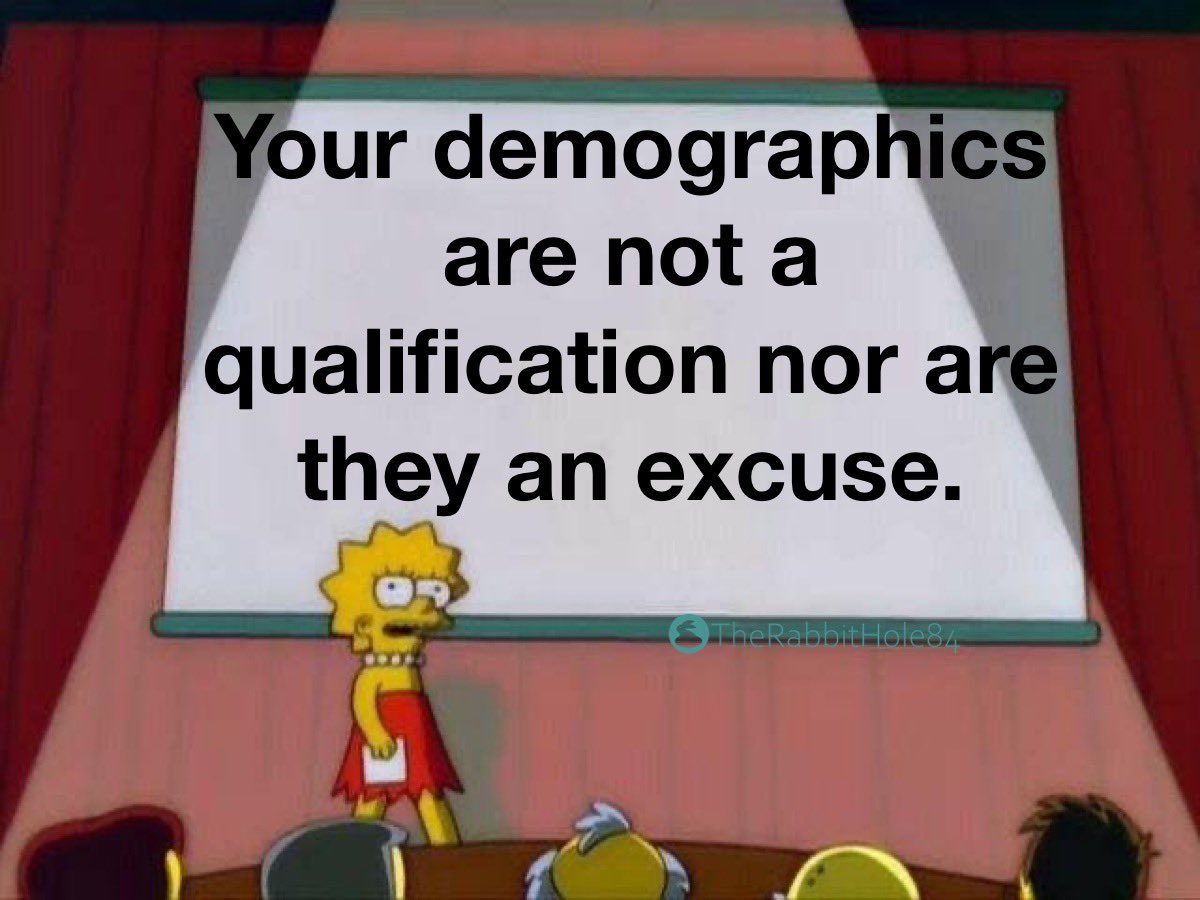 Your demographics
are not a
qualification nor are
they an excuse.
TheRabbitHole84